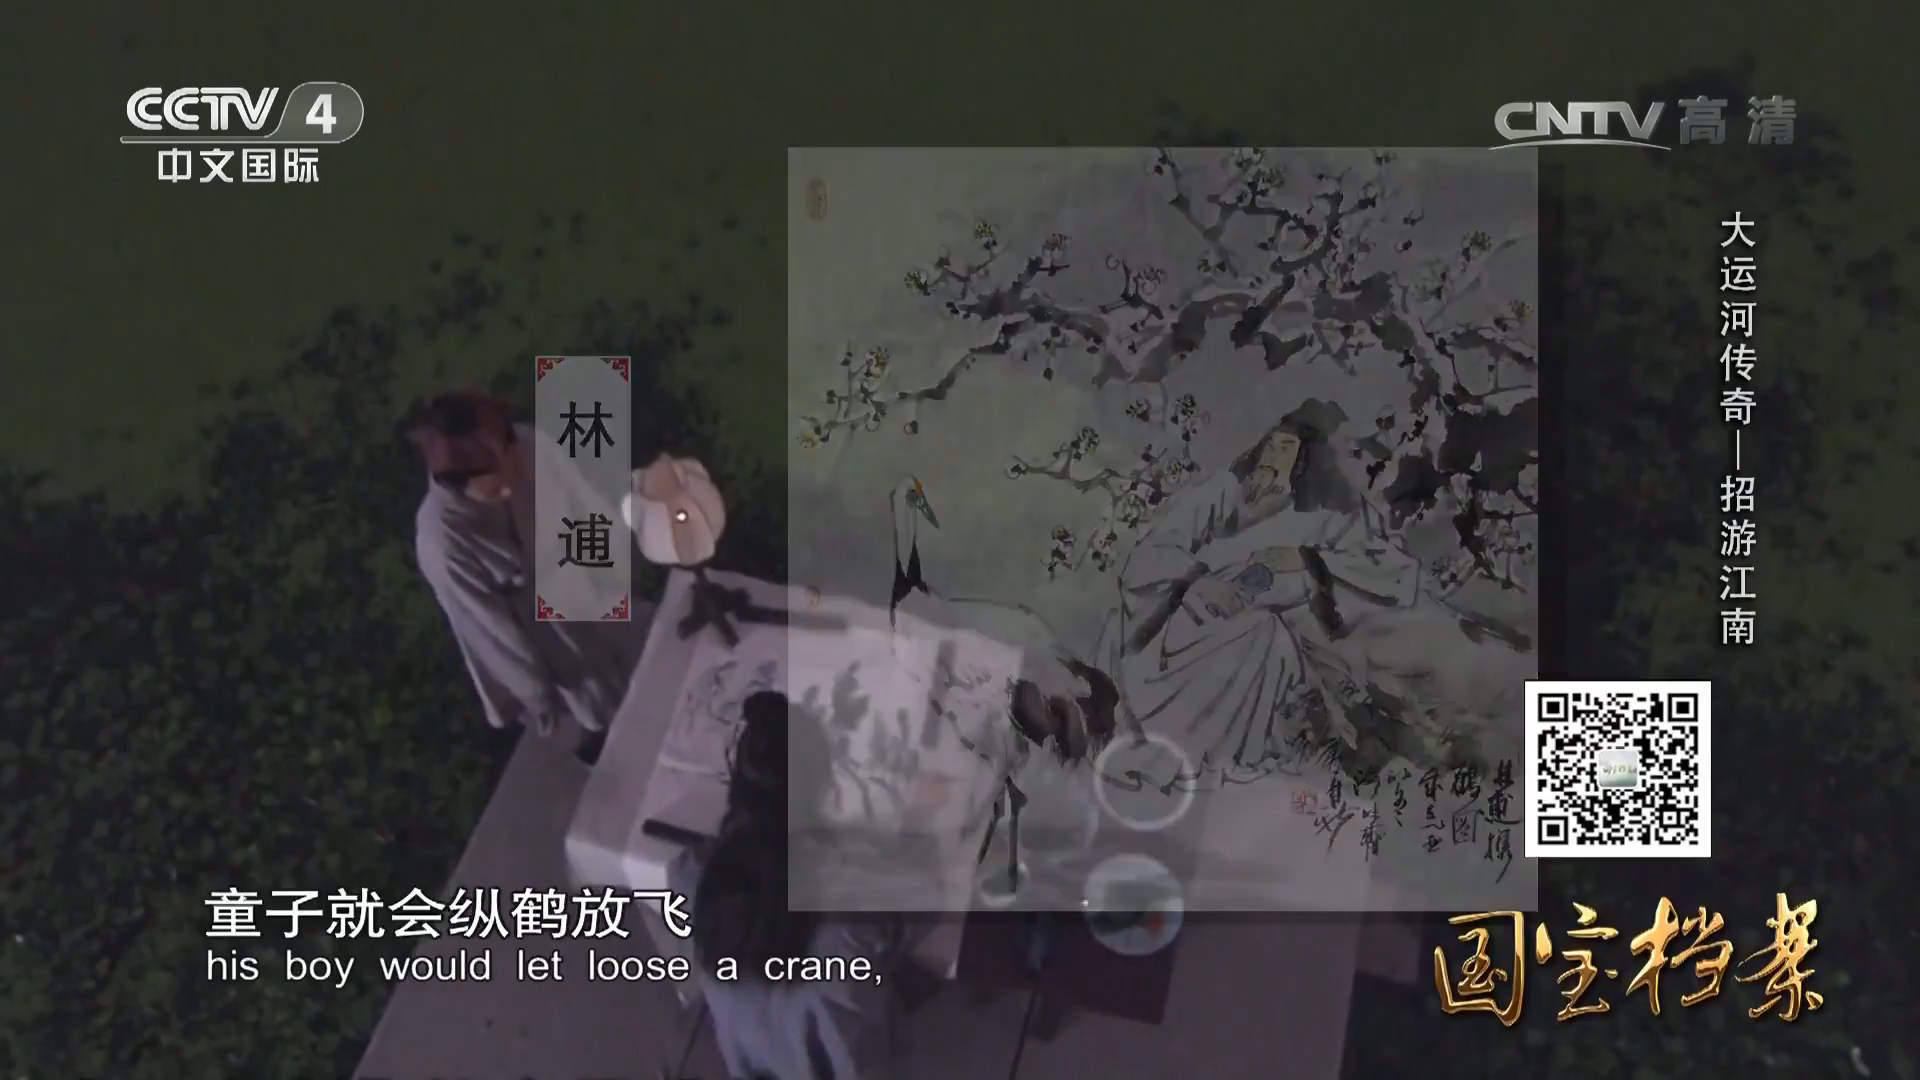 CCTV 4
中文国际
CNTV 高清
大运河传奇—招游江南
林逋
童子就会纵鹤放飞
his boy would let loose a crane,
国宝档案